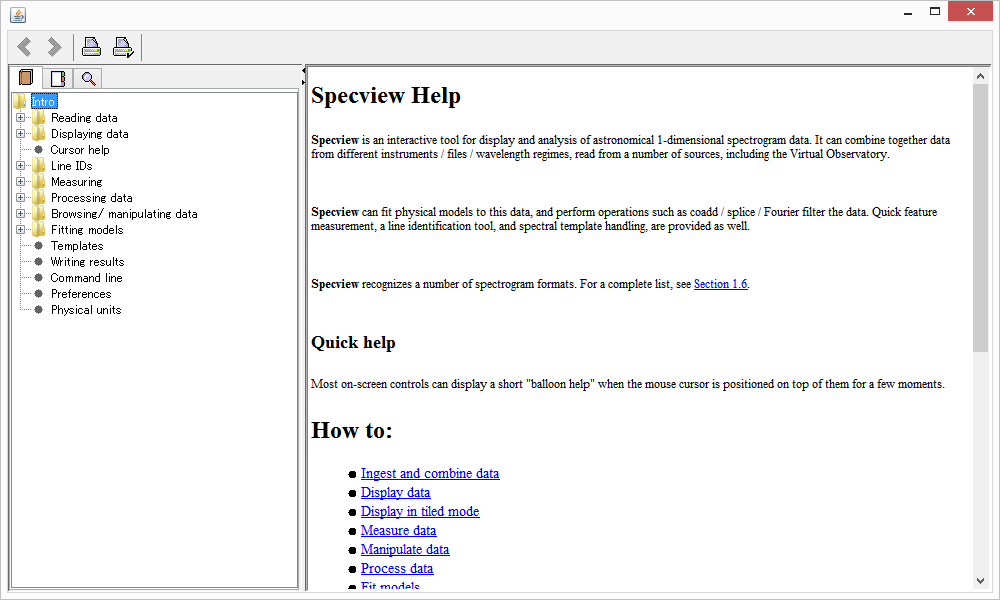 Intro
Reading data
Displaying data
Cursor help
Line IDs
Measuring
Processing data
Browsing/ manipulating data
Fitting models
Templates
Writing results
Command line
Preferences
Physical units
Specview Help
Specview is an interactive tool for display and analysis of astronomical 1-dimensional spectrogram data. It can combine together data
from different instruments / files / wavelength regimes, read from a number of sources, including the Virtual Observatory.
Specview can fit physical models to this data, and perform operations such as coadd / splice / Fourier filter the data. Quick feature
measurement, a line identification tool, and spectral template handling, are provided as well.
Specview recognizes a number of spectrogram formats. For a complete list, see Section 1.6.
Quick help
Most on-screen controls can display a short "balloon help" when the mouse cursor is positioned on top of them for a few moments.
How to:
Ingest and combine data
Display data
Display in tiled mode
Measure data
Manipulate data
Process data
Fit models